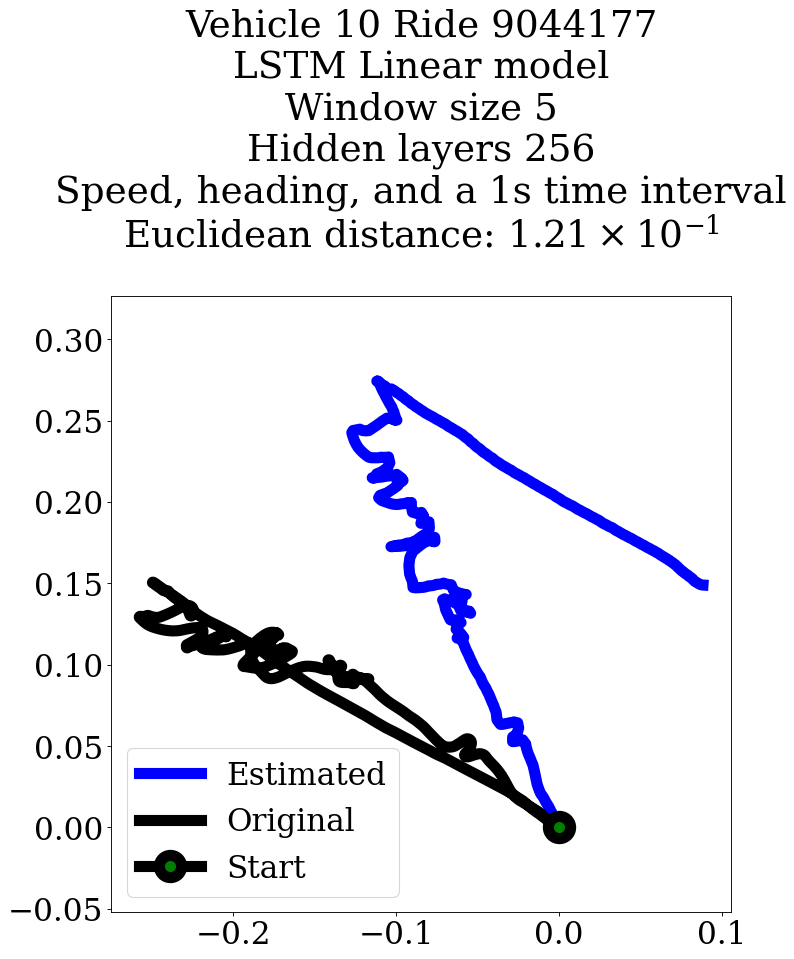 Vehicle 10 Ride 9044177
LSTM Linear model
Window size 5
Hidden layers 256
Speed, heading, and a 1s time interval
Euclidean distance: 1.21 × 10⁻¹
0.30
0.25
0.20
0.15
0.10
0.05
0.00
−0.05
Estimated
Original
Start
−0.2
−0.1
0.0
0.1